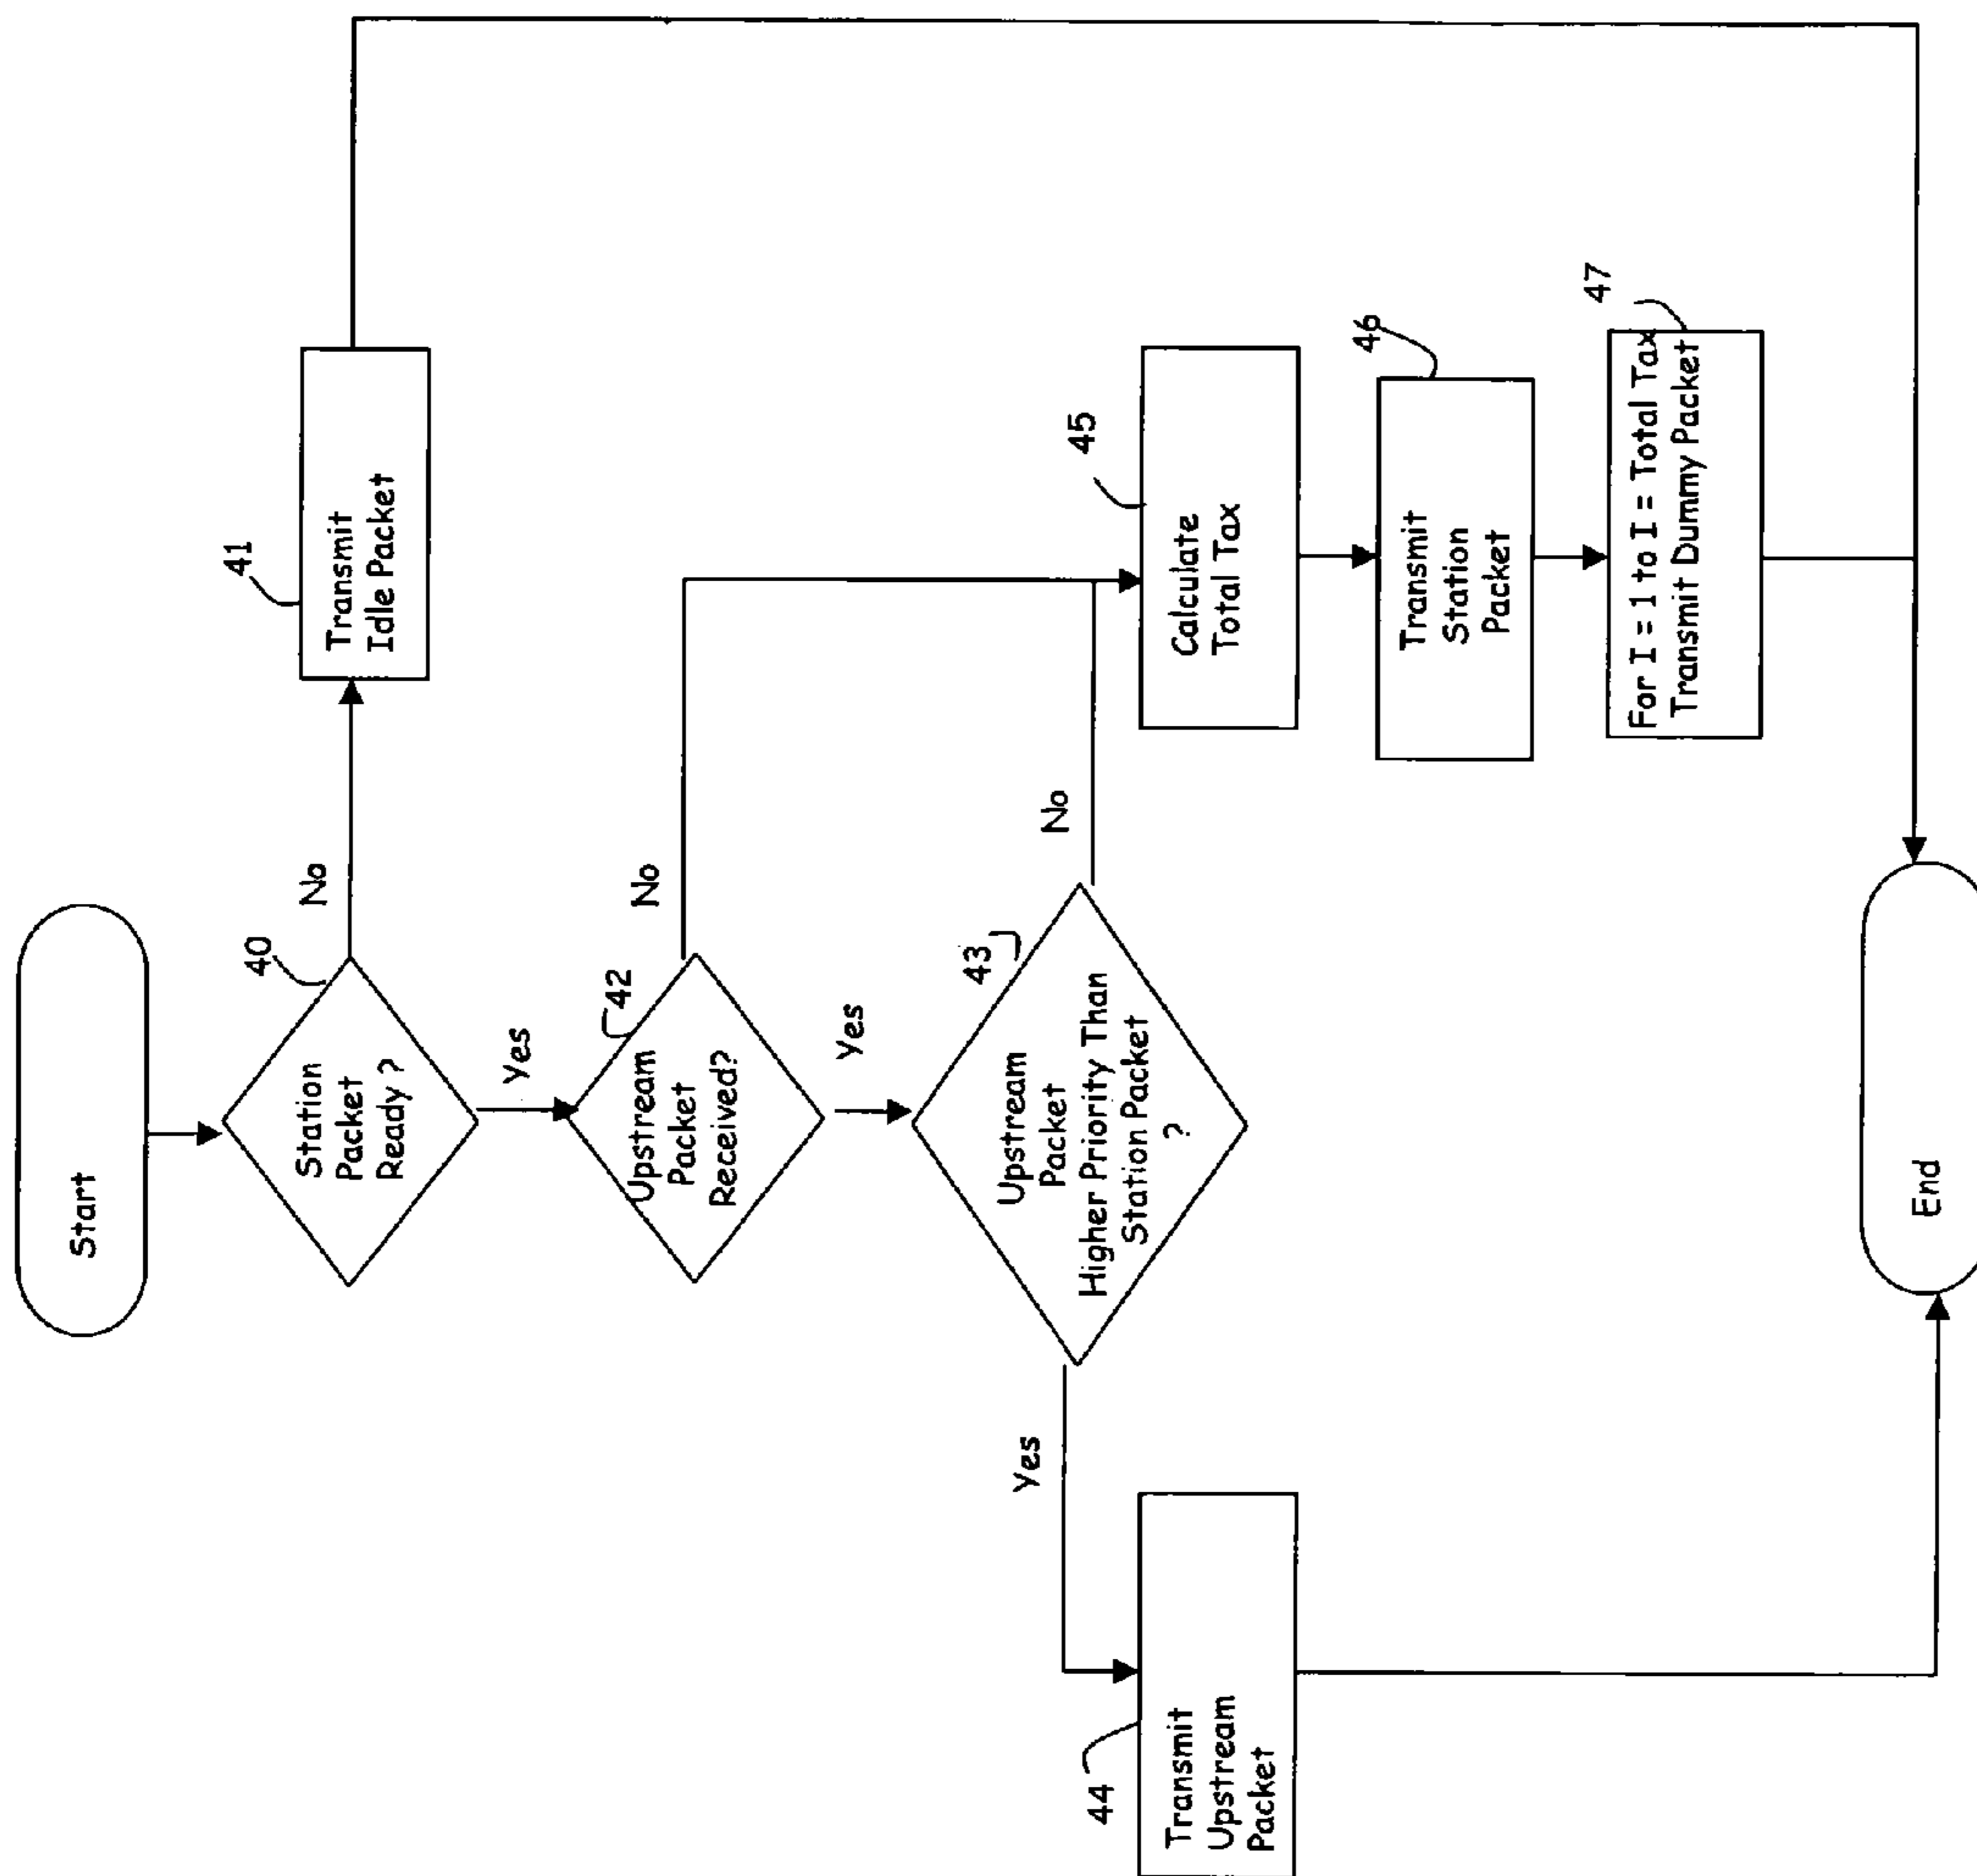 Start
40
Station
Packet
Ready ?
No
41
Transmit
Idle Packet
Yes
42
Upstream
Packet
Received?
No
Yes
43
Upstream
Packet
Higher Priority Than
Station Packet
?
No
Yes
44
Transmit
Upstream
Packet
45
Calculate
Total Tax
46
Transmit
Station
Packet
47
For I = 1 to I = Total Tax
Transmit Dummy Packet
End